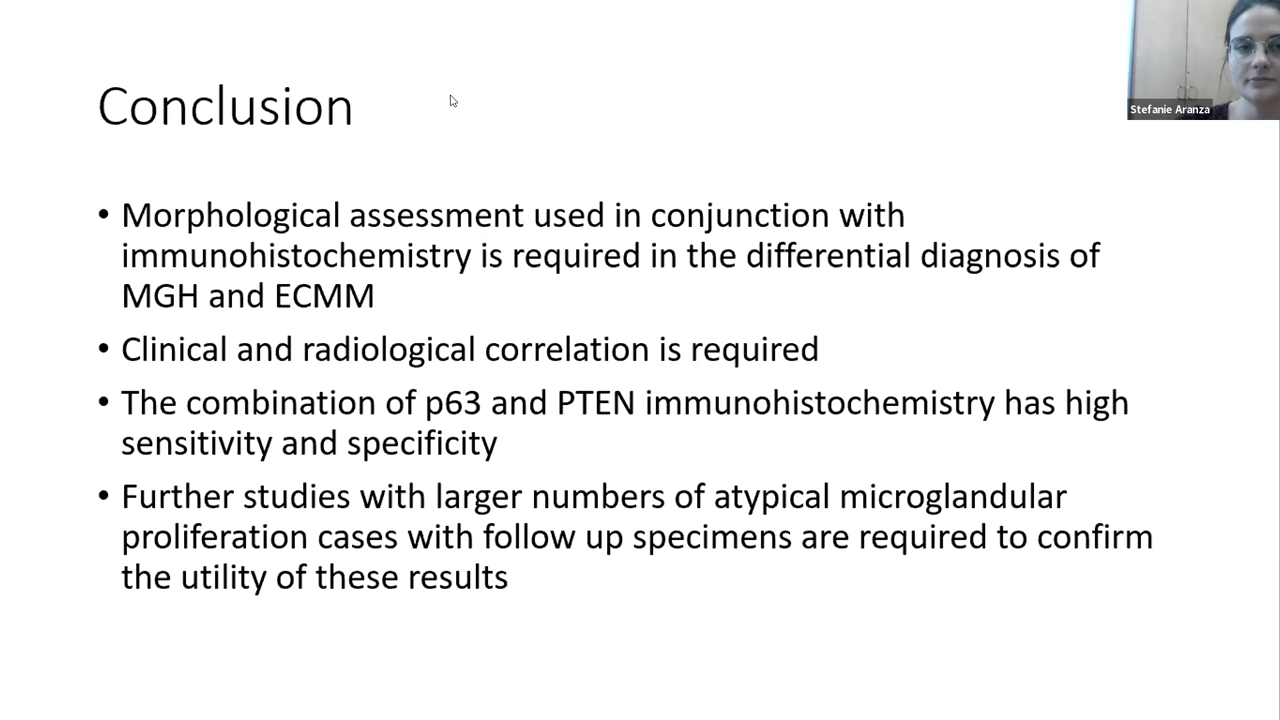 Conclusion
Stefanie Aranza
• Morphological assessment used in conjunction with
immunohistochemistry is required in the differential diagnosis of
MGH and ECMM
• Clinical and radiological correlation is required
• The combination of p63 and PTEN immunohistochemistry has high
sensitivity and specificity
• Further studies with larger numbers of atypical microglandular
proliferation cases with follow up specimens are required to confirm
the utility of these results